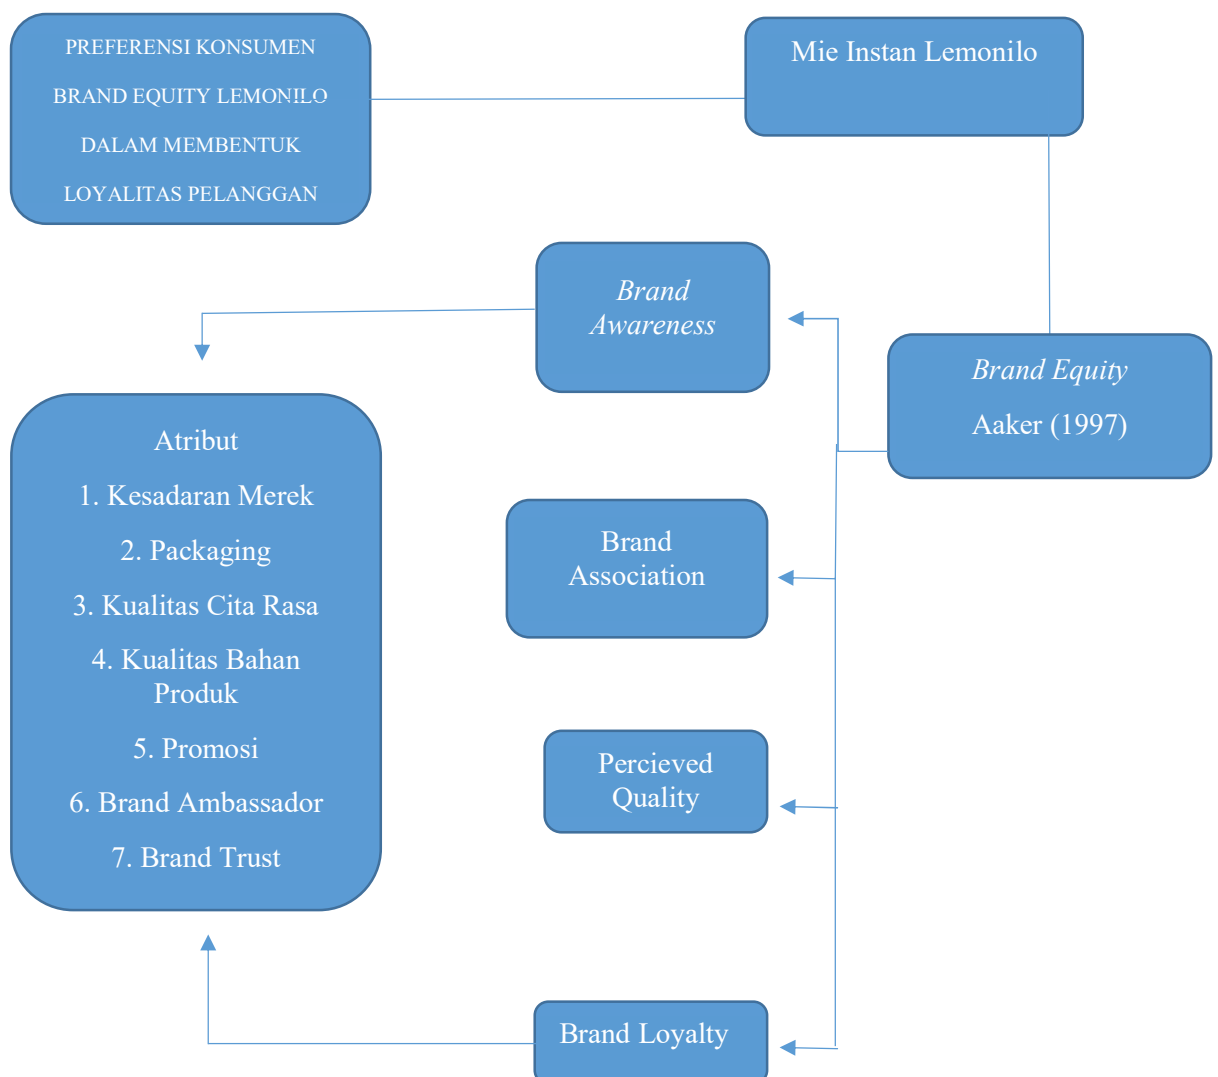 PREFERENSI KONSUMEN
BRAND EQUITY LEMONILO
DALAM MEMBENTUK
LOYALITAS PELANGGAN
Mie Instan Lemonilo
Brand
Awareness
Brand Equity
Aaker (1997)
Atribut
1. Kesadaran Merek
2. Packaging
3. Kualitas Cita Rasa
4. Kualitas Bahan
Produk
5. Promosi
6. Brand Ambassador
7. Brand Trust
Brand
Association
Percieved
Quality
Brand Loyalty